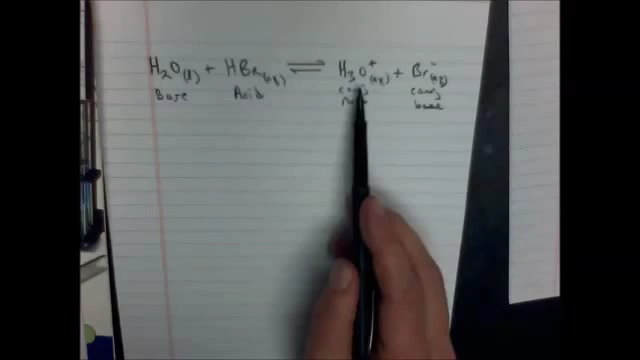 H₂O(l) + HBr(aq) ⇌ H₃O⁺(aq) + Br⁻(aq)
Base Acid conj conj
base